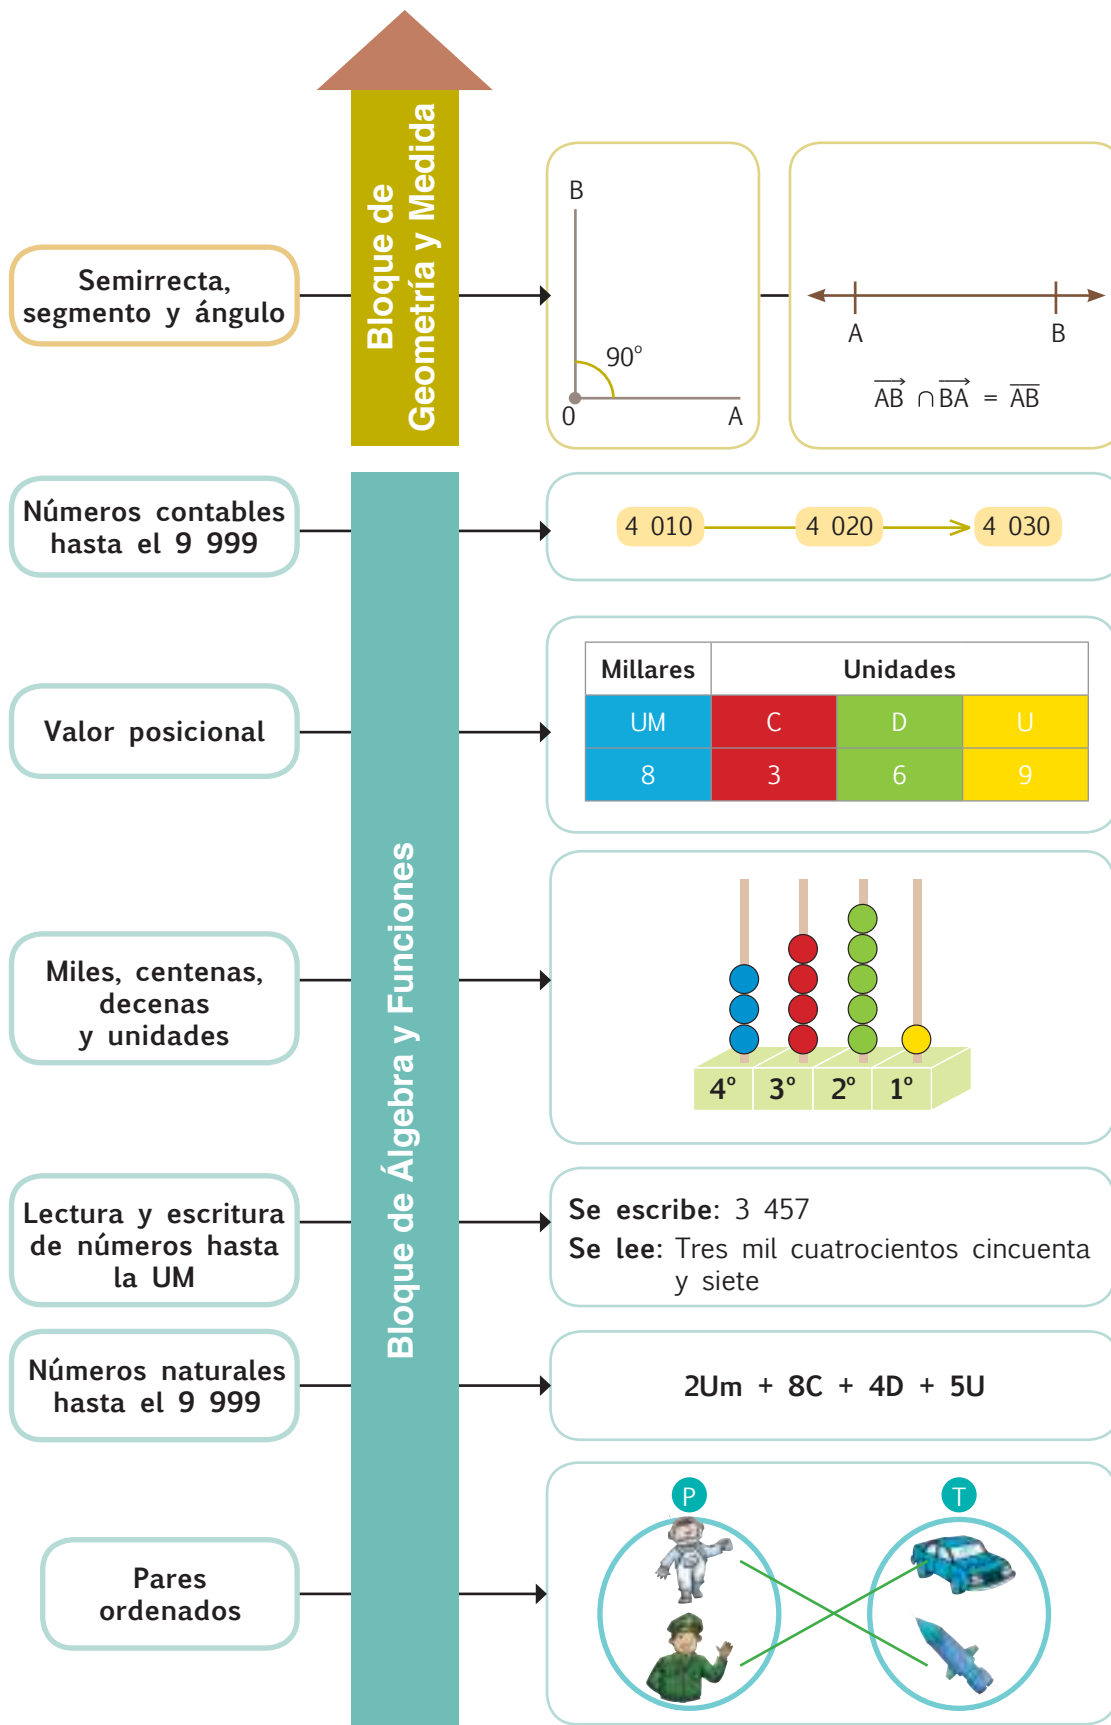 Bloque de
Geometría y Medida
Semirrecta,
segmento y ángulo
B
90°
0
A
A
B
AB ∩ BA = AB
Bloque de Álgebra y Funciones
Números contables
hasta el 9 999
4 010
4 020
4 030
Valor posicional
Millares Unidades
UM C D U
8 3 6 9
Miles, centenas,
decenas
y unidades
4° 3° 2° 1°
Lectura y escritura
de números hasta
la UM
Se escribe: 3 457
Se lee: Tres mil cuatrocientos cincuenta
y siete
Números naturales
hasta el 9 999
2Um + 8C + 4D + 5U
Pares
ordenados
P
T